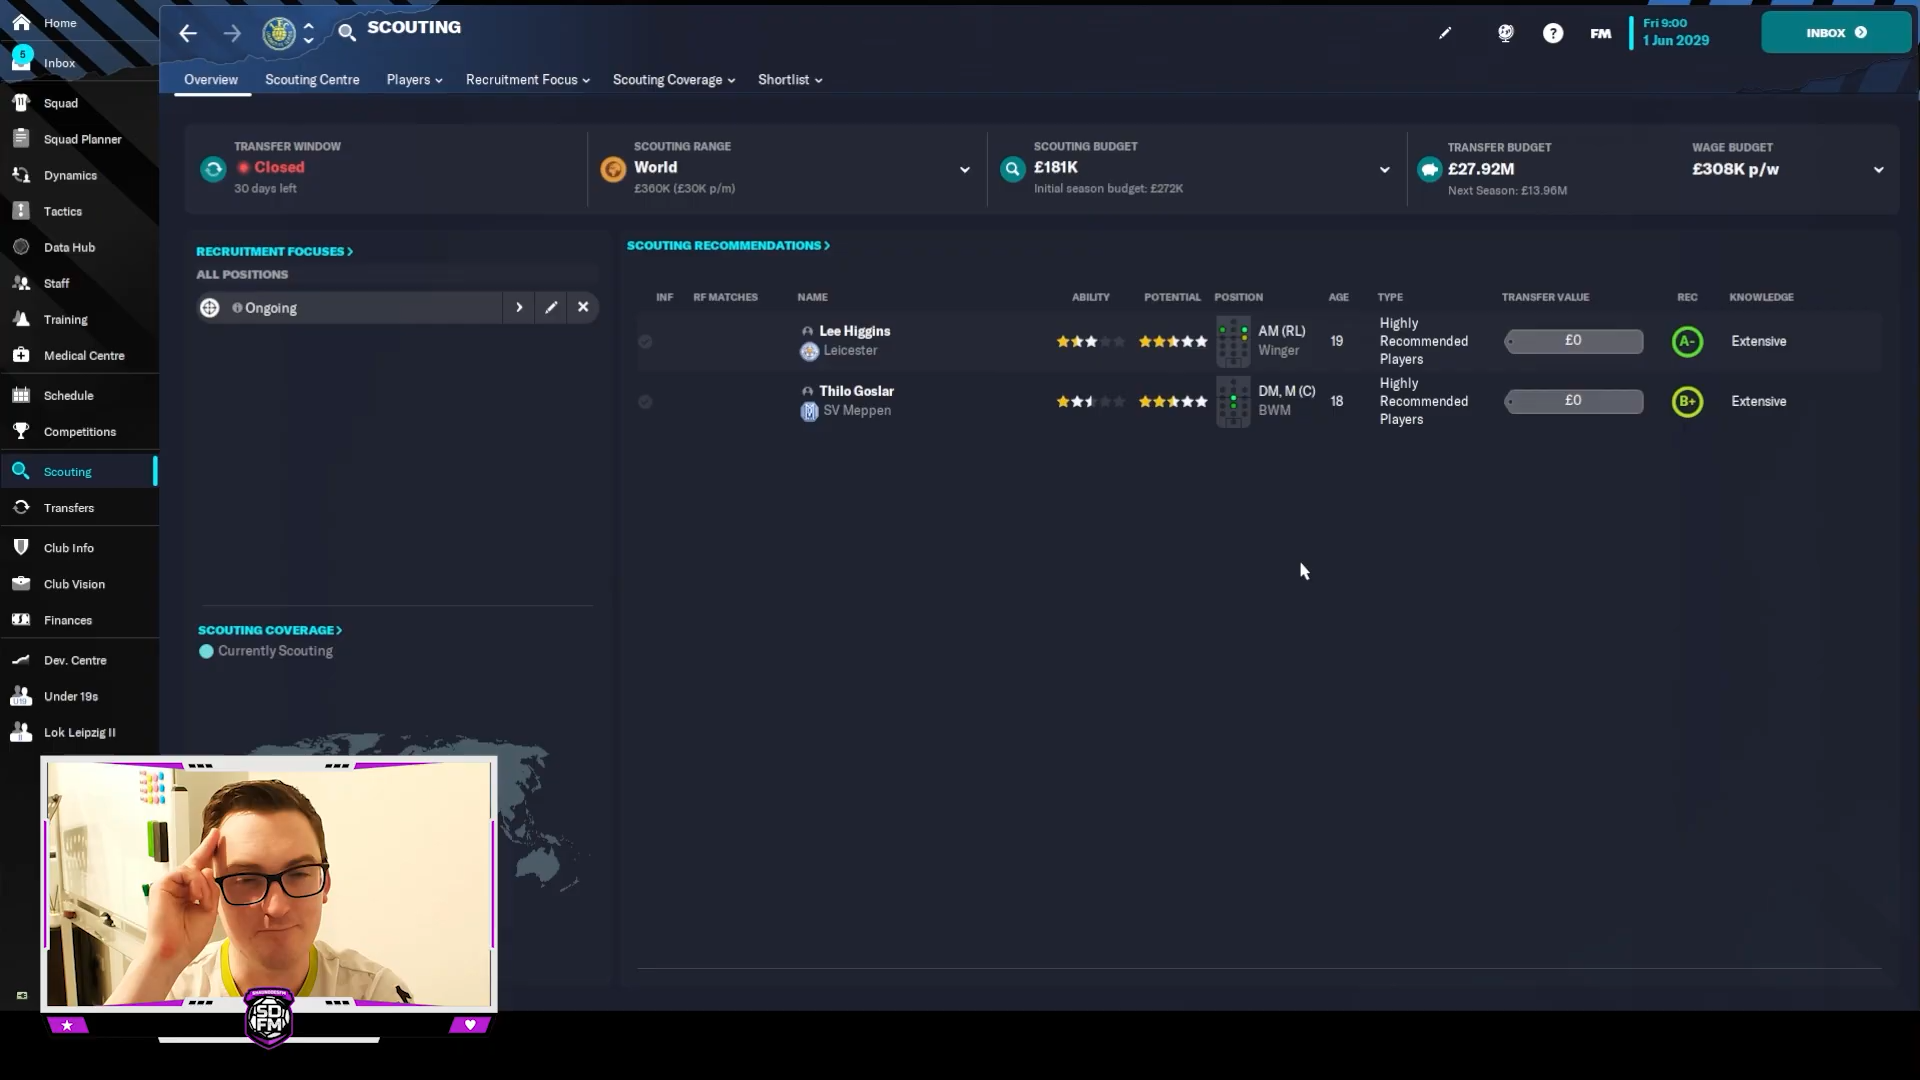 Home
5
Inbox
Squad
Squad Planner
Dynamics
Tactics
Data Hub
Staff
Training
Medical Centre
Schedule
Competitions
Scouting
Transfers
Club Info
Club Vision
Finances
Dev. Centre
Under 19s
Lok Leipzig II
SCOUTING
FM
Fri 9:00
1 Jun 2029
INBOX
Overview
Scouting Centre
Players
Recruitment Focus
Scouting Coverage
Shortlist
TRANSFER WINDOW
Closed
30 days left
SCOUTING RANGE
World
£360K (£30K p/m)
SCOUTING BUDGET
£181K
Initial season budget: £272K
TRANSFER BUDGET
£27.92M
Next Season: £13.96M
WAGE BUDGET
£308K p/w
RECRUITMENT FOCUSES >
ALL POSITIONS
Ongoing
SCOUTING COVERAGE >
Currently Scouting
SCOUTING RECOMMENDATIONS >
INF RF MATCHES NAME ABILITY POTENTIAL POSITION AGE TYPE TRANSFER VALUE REC KNOWLEDGE
Lee Higgins
Leicester
AM (RL)
Winger
19
Highly
Recommended
Players
£0
A-
Extensive
Thilo Goslar
SV Meppen
DM, M (C)
BWM
18
Highly
Recommended
Players
£0
B+
Extensive
SD
FM